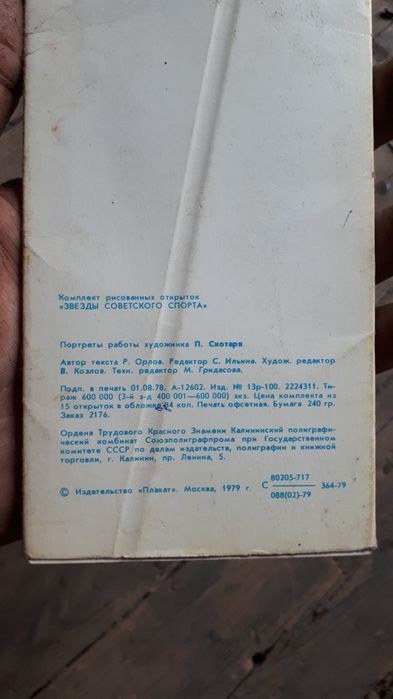 Комплект рисованных открыток
«ЗВЕЗДЫ СОВЕТСКОГО СПОРТА»
Портреты работы художника П. Скотаря
Автор текста Р. Орлов. Редактор С. Ильина. Худож. редактор
В. Козлов. Техн. редактор М. Гридасова.
Подп. в печать 01.08.78. А-12602. Изд. № 13р-100. 2224311. Ти-
раж 600 000 (3-й з-д 400 001—600 000) экз. Цена комплекта из
15 открыток в обложке 84 коп. Печать офсетная. Бумага 240 гр.
Заказ 2176.
Ордена Трудового Красного Знамени Калининский полиграфи-
ческий комбинат Союзполиграфпрома при Государственном
комитете СССР по делам издательств, полиграфии и книжной
торговли, г. Калинин, пр. Ленина, 5.
© Издательство «Плакат». Москва, 1979 г. С 80205-717 364-79
088(02)-79